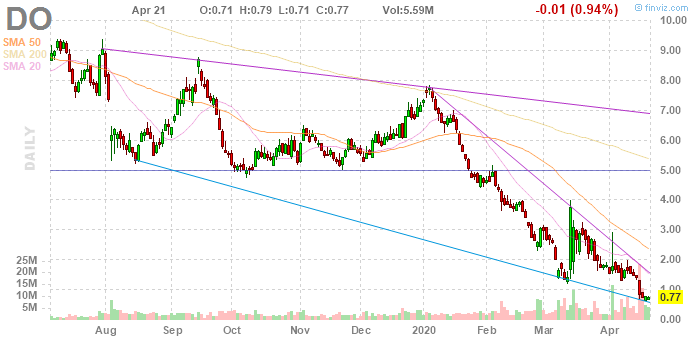 DO
Apr 21 O:0.71 H:0.79 L:0.71 C:0.77 Vol:5.59M -0.01 (0.94%)
© finviz.com
SMA 50
SMA 200
SMA 20
DAILY
10.00
9.00
8.00
7.00
6.00
5.00
4.00
3.00
2.00
1.00
0.77
0.00
25M
20M
15M
10M
5M
Aug Sep Oct Nov Dec 2020 Feb Mar Apr